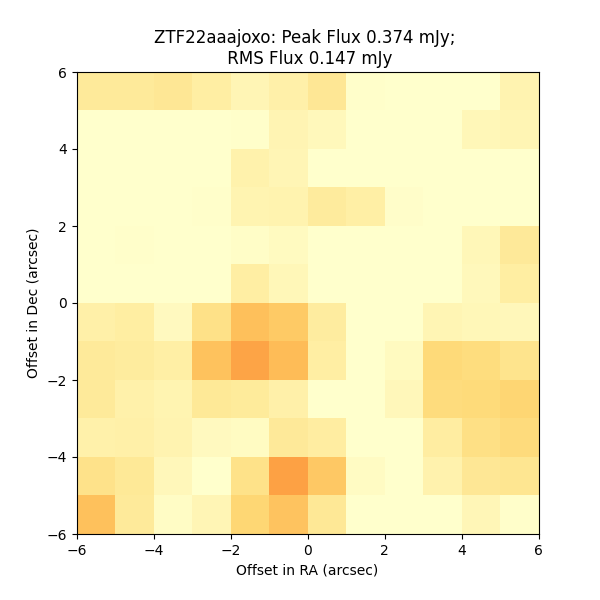 ZTF22aaajoxo: Peak Flux 0.374 mJy;
RMS Flux 0.147 mJy
6
4
2
0
−2
−4
−6
Offset in Dec (arcsec)
−6 −4 −2 0 2 4 6
Offset in RA (arcsec)